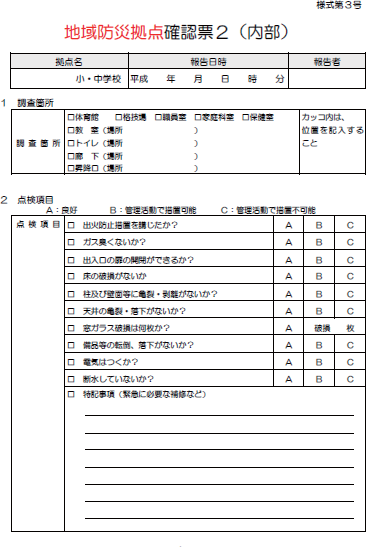 様式第3号
地域防災拠点確認票2（内部）
拠点名 報告日時 報告者
小・中学校 平成 年 月 日 時 分
1 調査箇所
調査箇所 □体育館 □格技場 □職員室 □家庭科室 □保健室 カッコ内は、
□教 室（場所 ） 位置を記入する
□トイレ（場所 ） こと
□廊 下（場所 ）
□昇降口（場所 ）
2 点検項目
A：良好 B：管理活動で措置可能 C：管理活動で措置不可能
点検項目 □ 出火防止措置を講じたか？ A B C
□ ガス臭くないか？ A B C
□ 出入口の扉の開閉ができるか？ A B C
□ 床の破損がないか A B C
□ 柱及び壁面等に亀裂・剥離がないか？ A B C
□ 天井の亀裂・落下がないか？ A B C
□ 窓ガラス破損は何枚か？ A 破損 枚
□ 備品等の転倒、落下がないか？ A B C
□ 電気はつくか？ A B C
□ 断水していないか？ A B C
□ 特記事項（緊急に必要な補修など）